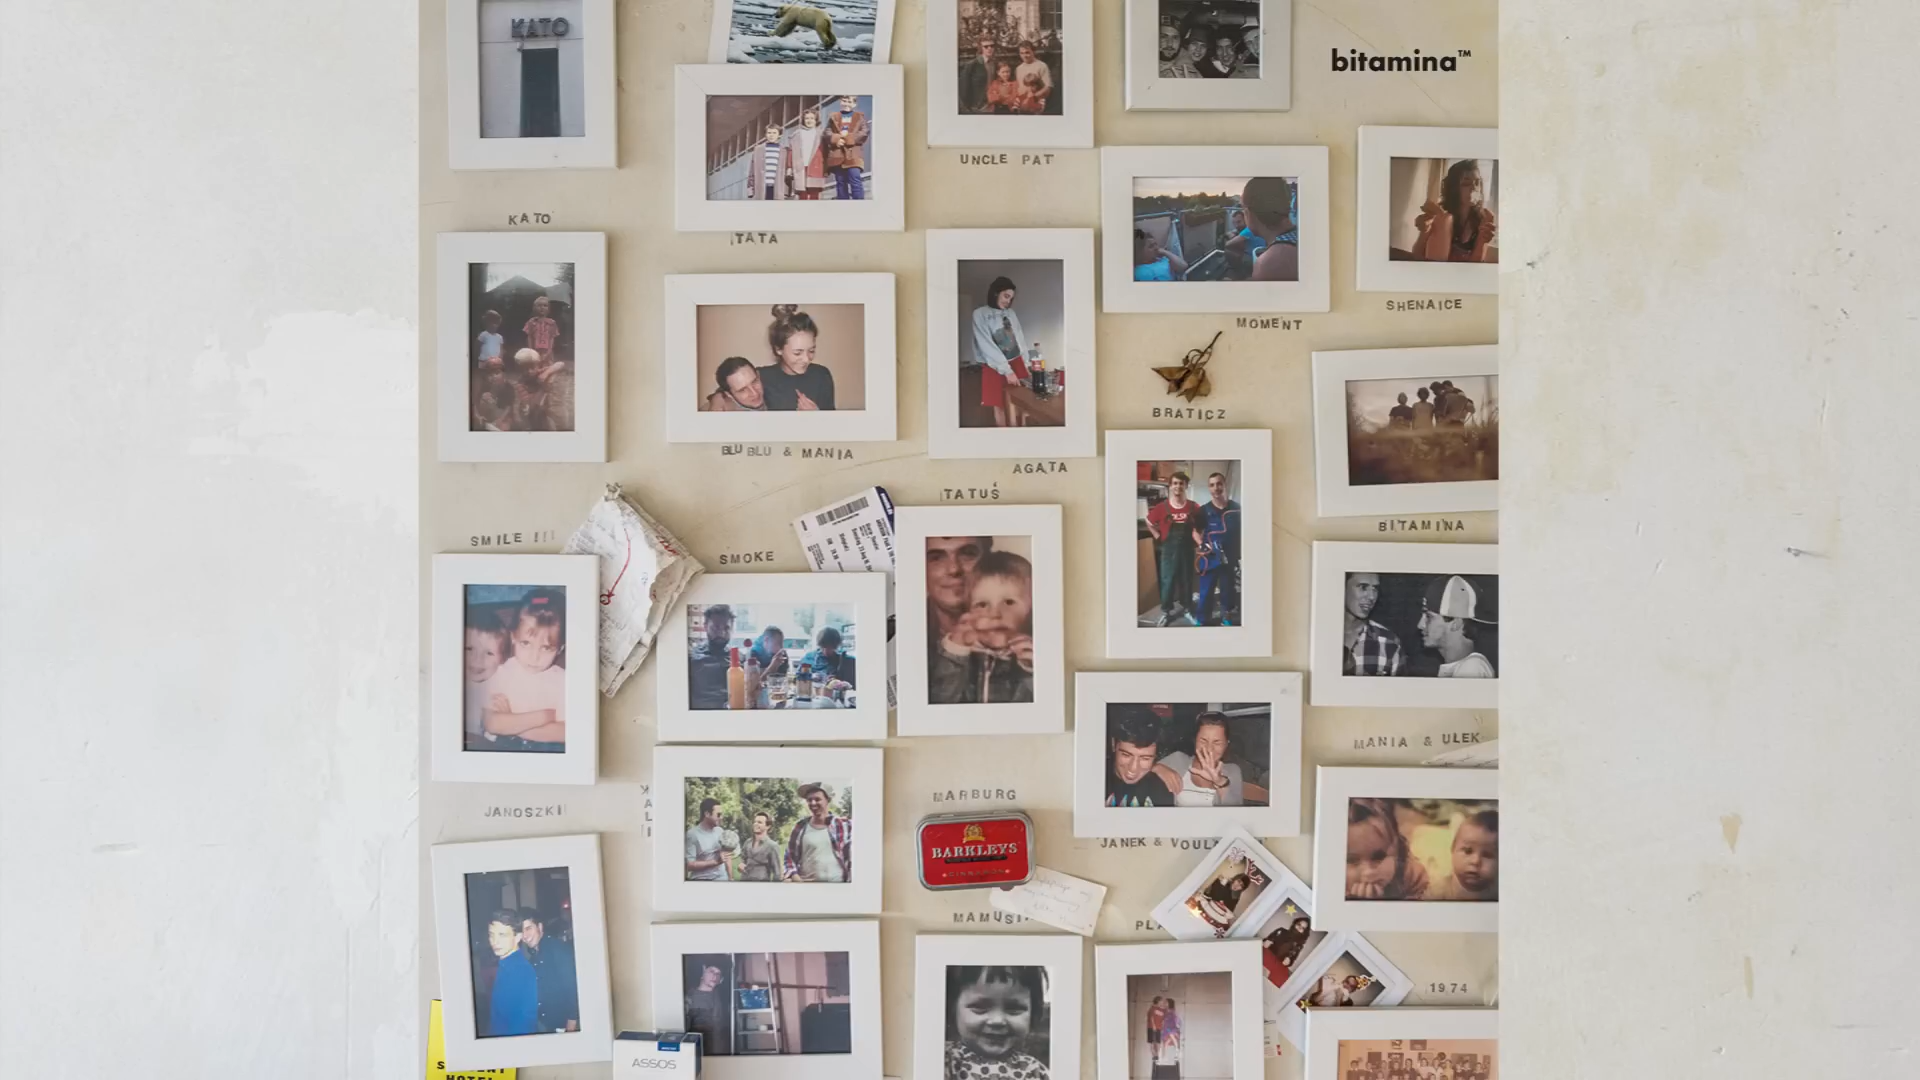 KATO
bitamina™
UNCLE PAT
KATO
TATA
SHENAICE
MOMENT
BRATICZ
BLU BLU & MANIA
AGATA
TATUŚ
BITAMINA
SMILE !!!
SMOKE
MANIA & ULEK
MARBURG
JANOSZKI
BARKLEYS
CINNAMON
JANEK &
1974
ASSOS